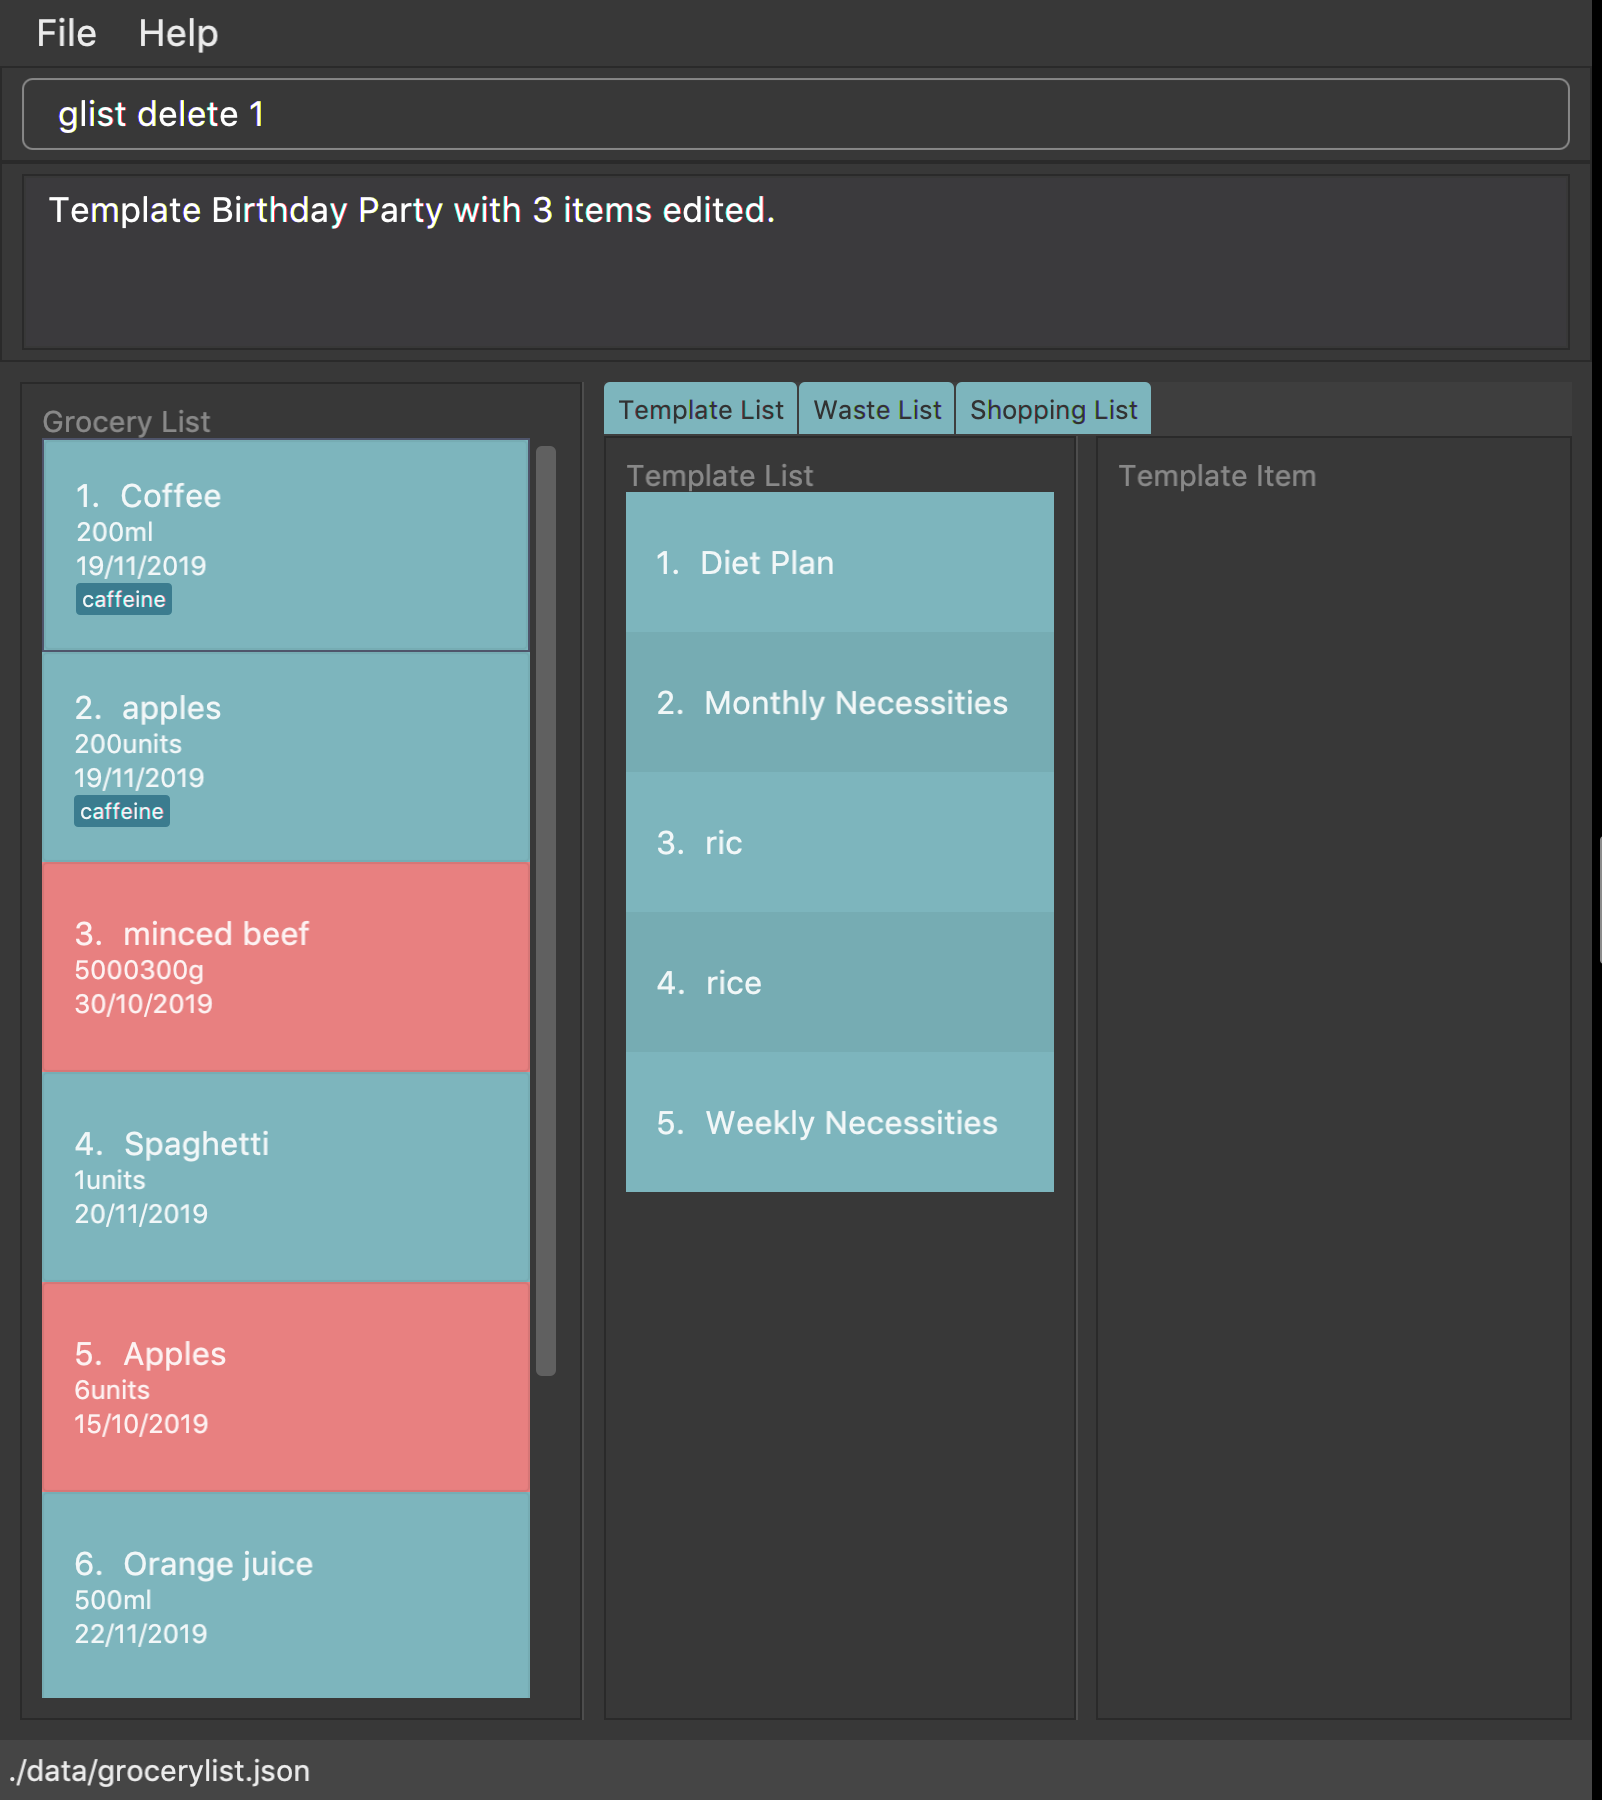 File Help
glist delete 1
Template Birthday Party with 3 items edited.
Grocery List
1. Coffee
200ml
19/11/2019
caffeine
2. apples
200units
19/11/2019
caffeine
3. minced beef
5000300g
30/10/2019
4. Spaghetti
1units
20/11/2019
5. Apples
6units
15/10/2019
6. Orange juice
500ml
22/11/2019
Template List Waste List Shopping List
Template List
1. Diet Plan
2. Monthly Necessities
3. ric
4. rice
5. Weekly Necessities
Template Item
./data/grocerylist.json